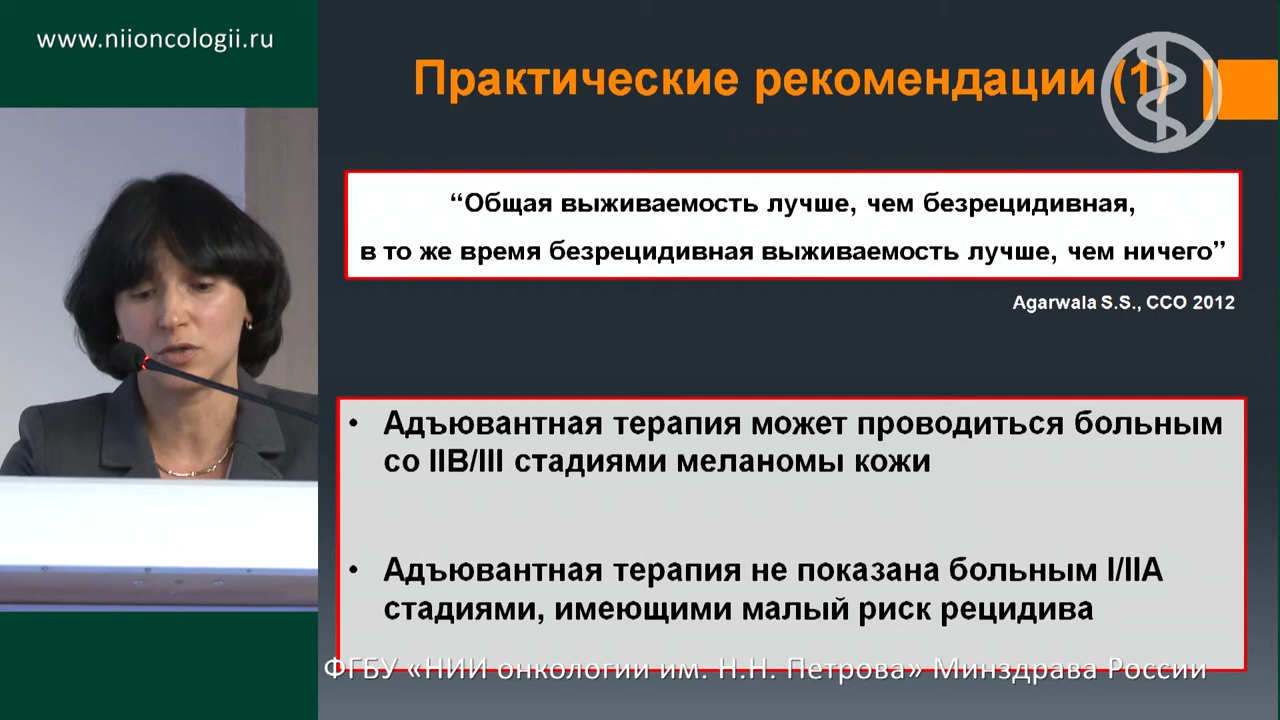 www.niioncologii.ru
Практические рекомендации (1)
“Общая выживаемость лучше, чем безрецидивная,
в то же время безрецидивная выживаемость лучше, чем ничего”
Agarwala S.S., CCO 2012
• Адъювантная терапия может проводиться больным
со IIB/III стадиями меланомы кожи
• Адъювантная терапия не показана больным I/IIA
стадиями, имеющими малый риск рецидива
ФГБУ «НИИ онкологии им. Н.Н. Петрова» Минздрава России